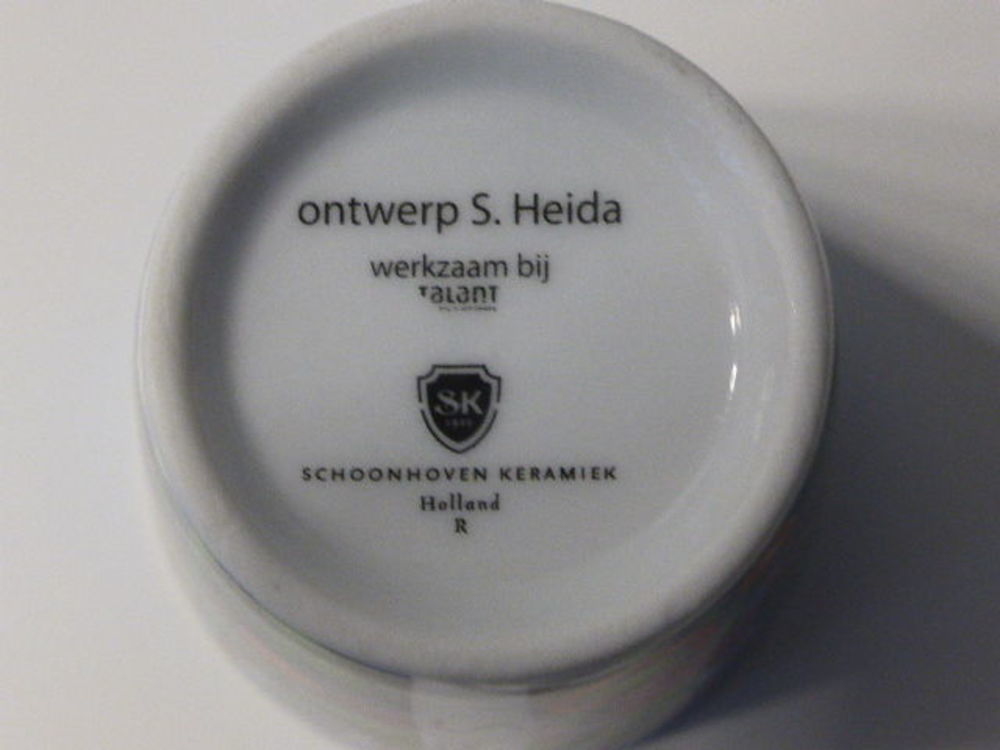 ontwerp S. Heida
werkzaam bij
TaLanT
SK
SCHOONHOVEN KERAMIEK
Holland
R